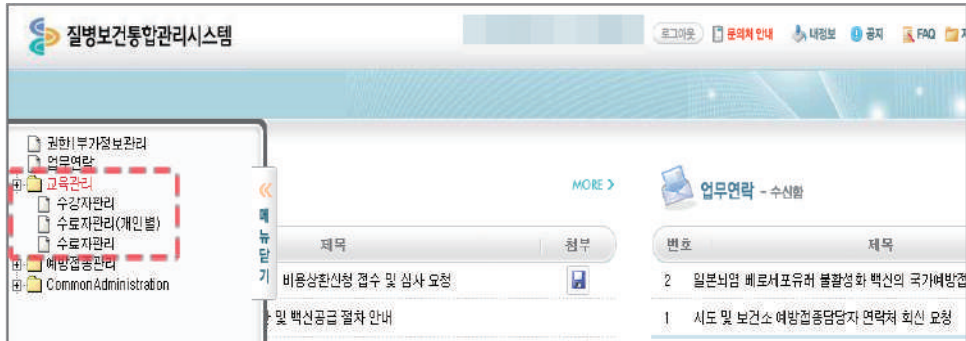 질병보건통합관리시스템
로그아웃 문의처 안내 내정보 공지 FAQ
권한|부가정보관리
업무연락
교육관리
수강자관리
수료자관리(개인별)
수료자관리
예방접종관리
CommonAdministration
메뉴닫기
MORE
제목 첨부
비용상환신청 접수 및 심사 요청
및 백신공급 절차 안내
업무연락 - 수신함
번호 제목
2 일본뇌염 베로세포유래 불활성화 백신의 국가예방접
1 시도 및 보건소 예방접종담당자 연락처 회신 요청